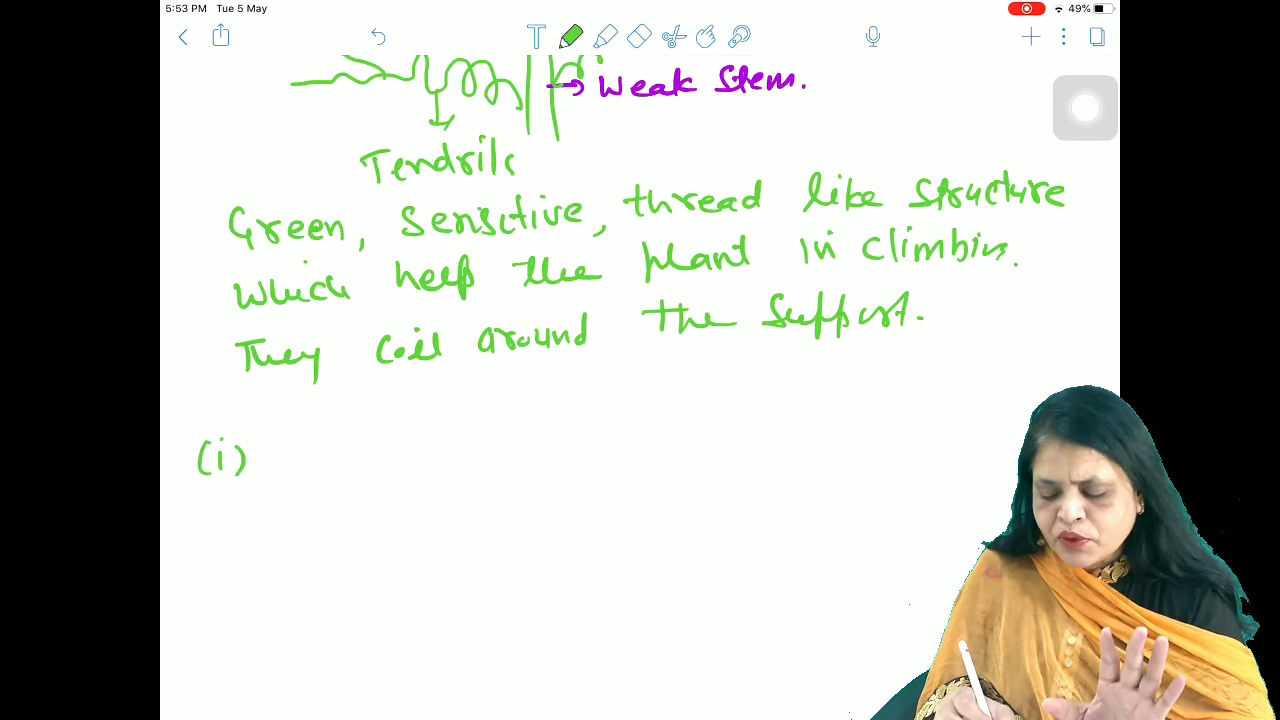 5:53 PM Tue 5 May
49%
T
Weak Stem.
Tendrils
Green, Sensitive, thread like structure
which help the plant in climbing.
They coil around the support.
(i)